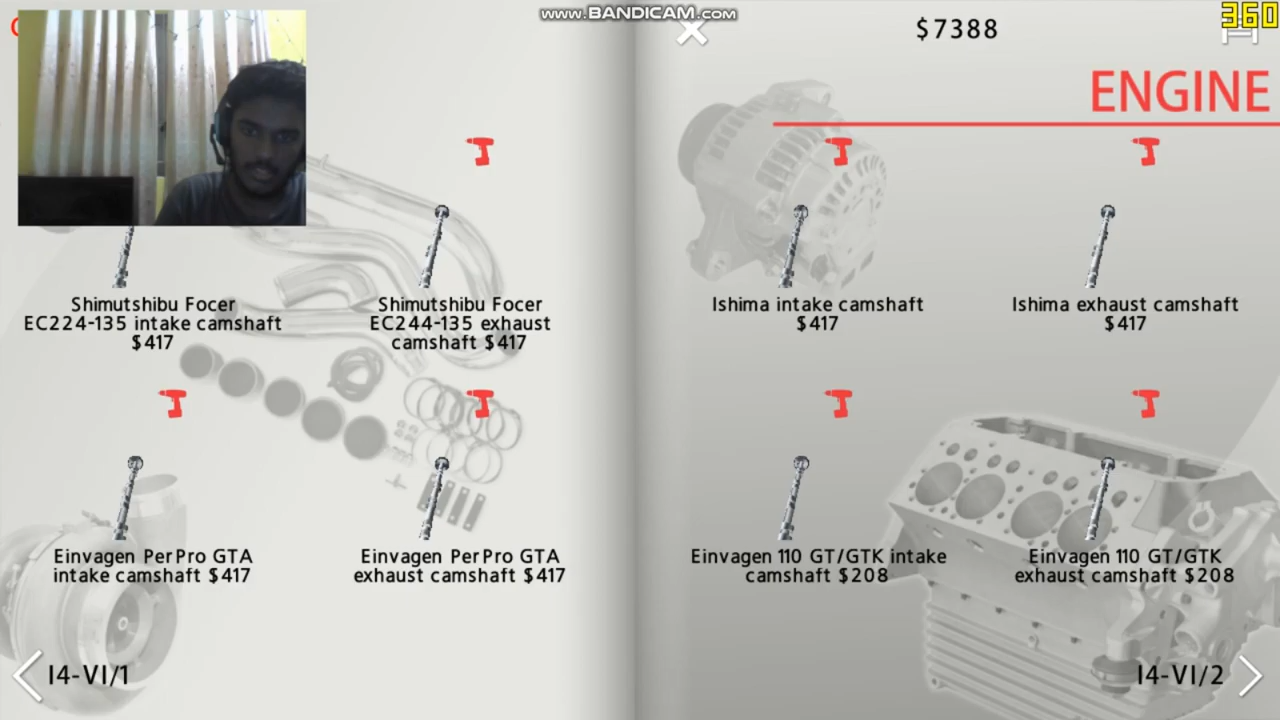 www.BANDICAM.com
$7388
360
ENGINE
Shimutshibu Focer
EC224-135 intake camshaft
$417
Shimutshibu Focer
EC244-135 exhaust
camshaft $417
Ishima intake camshaft
$417
Ishima exhaust camshaft
$417
Einvagen PerPro GTA
intake camshaft $417
Einvagen PerPro GTA
exhaust camshaft $417
Einvagen 110 GT/GTK intake
camshaft $208
Einvagen 110 GT/GTK
exhaust camshaft $208
I4-VI/1
I4-VI/2